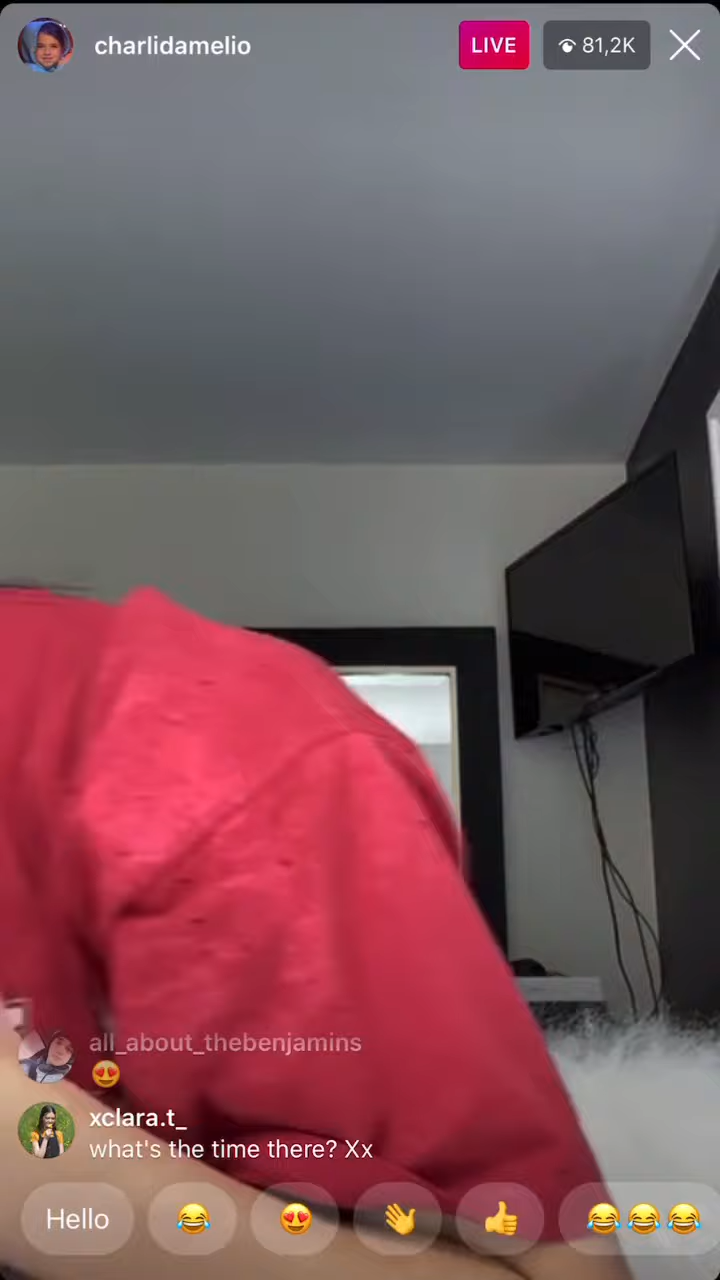 charlidamelio
LIVE
81,2K
all_about_thebenjamins
😍
xclara.t_
what's the time there? Xx
Hello
😂
😍
👋
👍
😂😂😂